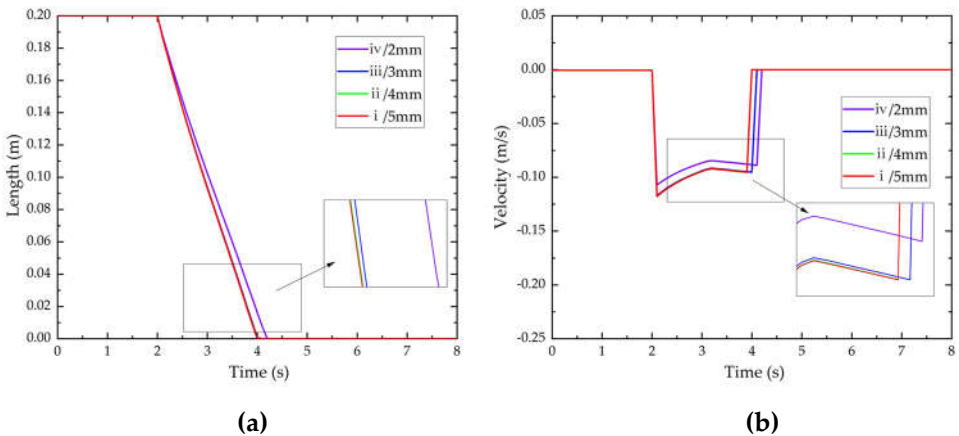 0.20
0.18
0.16
0.14
0.12
0.10
0.08
0.06
0.04
0.02
0.00
Length (m)
iv/2mm
iii/3mm
ii/4mm
i /5mm
0 1 2 3 4 5 6 7 8
Time (s)
(a)
0.05
0.00
-0.05
-0.10
-0.15
-0.20
-0.25
Velocity (m/s)
iv/2mm
iii/3mm
ii/4mm
i /5mm
0 1 2 3 4 5 6 7 8
Time (s)
(b)